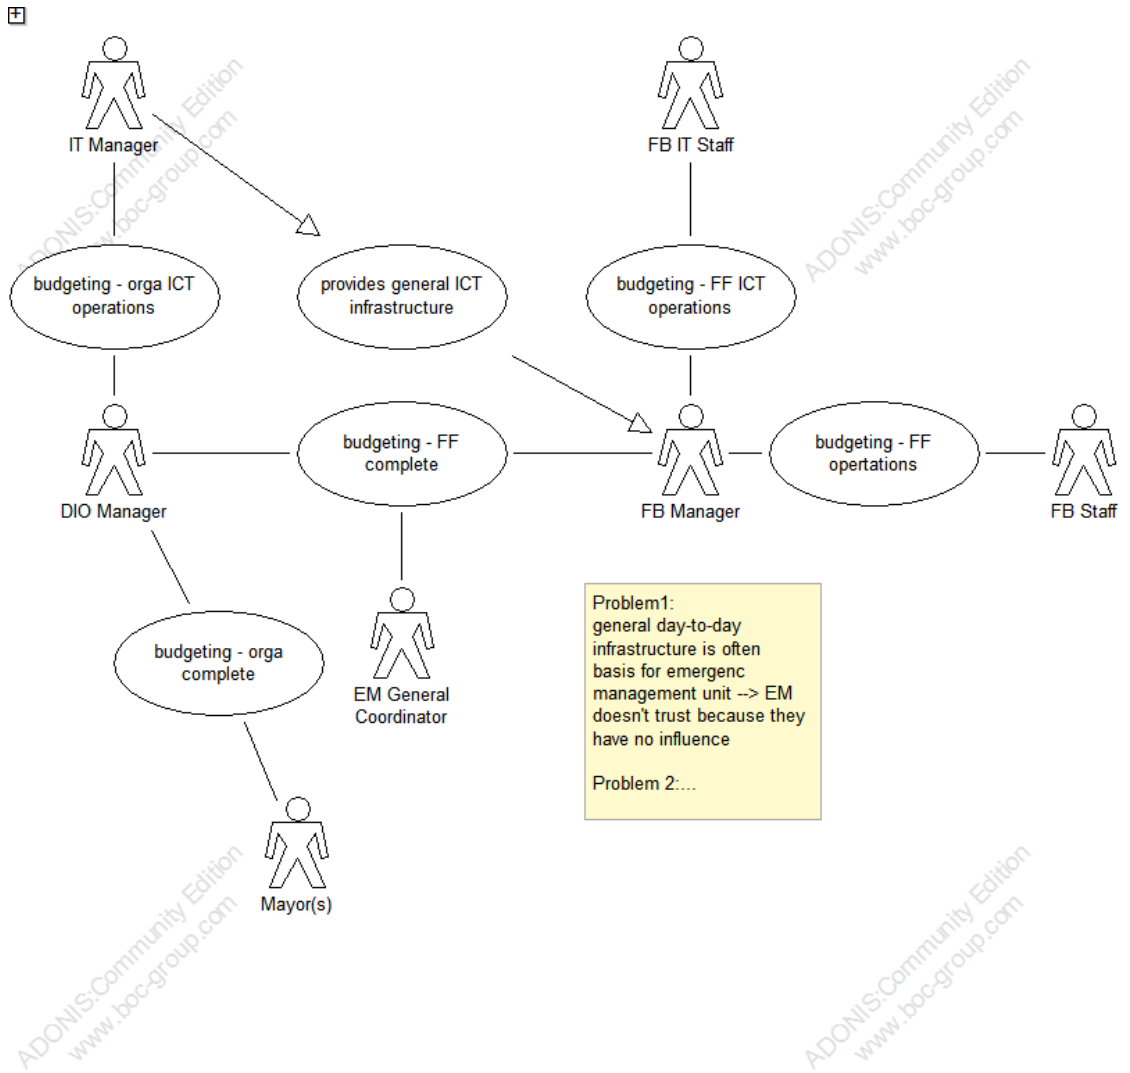 IT Manager
FB IT Staff
budgeting - orga ICT
operations
provides general ICT
infrastructure
budgeting - FF ICT
operations
DIO Manager
budgeting - FF
complete
FB Manager
budgeting - FF
opertations
FB Staff
budgeting - orga
complete
EM General
Coordinator
Mayor(s)
Problem1:
general day-to-day
infrastructure is often
basis for emergenc
management unit --> EM
doesn't trust because they
have no influence
Problem 2:...
ADONIS:Community Edition
www.boc-group.com
ADONIS:Community Edition
www.boc-group.com
ADONIS:Community Edition
www.boc-group.com
ADONIS:Community Edition
www.boc-group.com